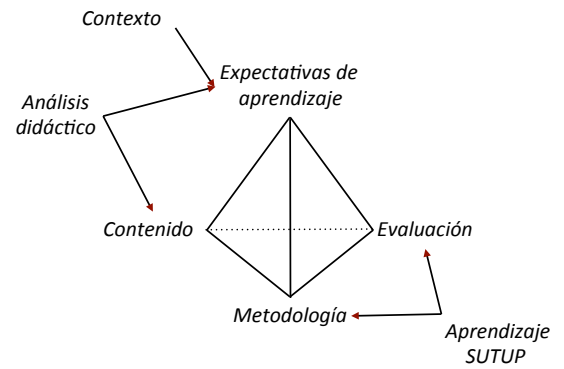 Contexto
Expectativas de
aprendizaje
Análisis
didáctico
Contenido
Evaluación
Metodología
Aprendizaje
SUTUP